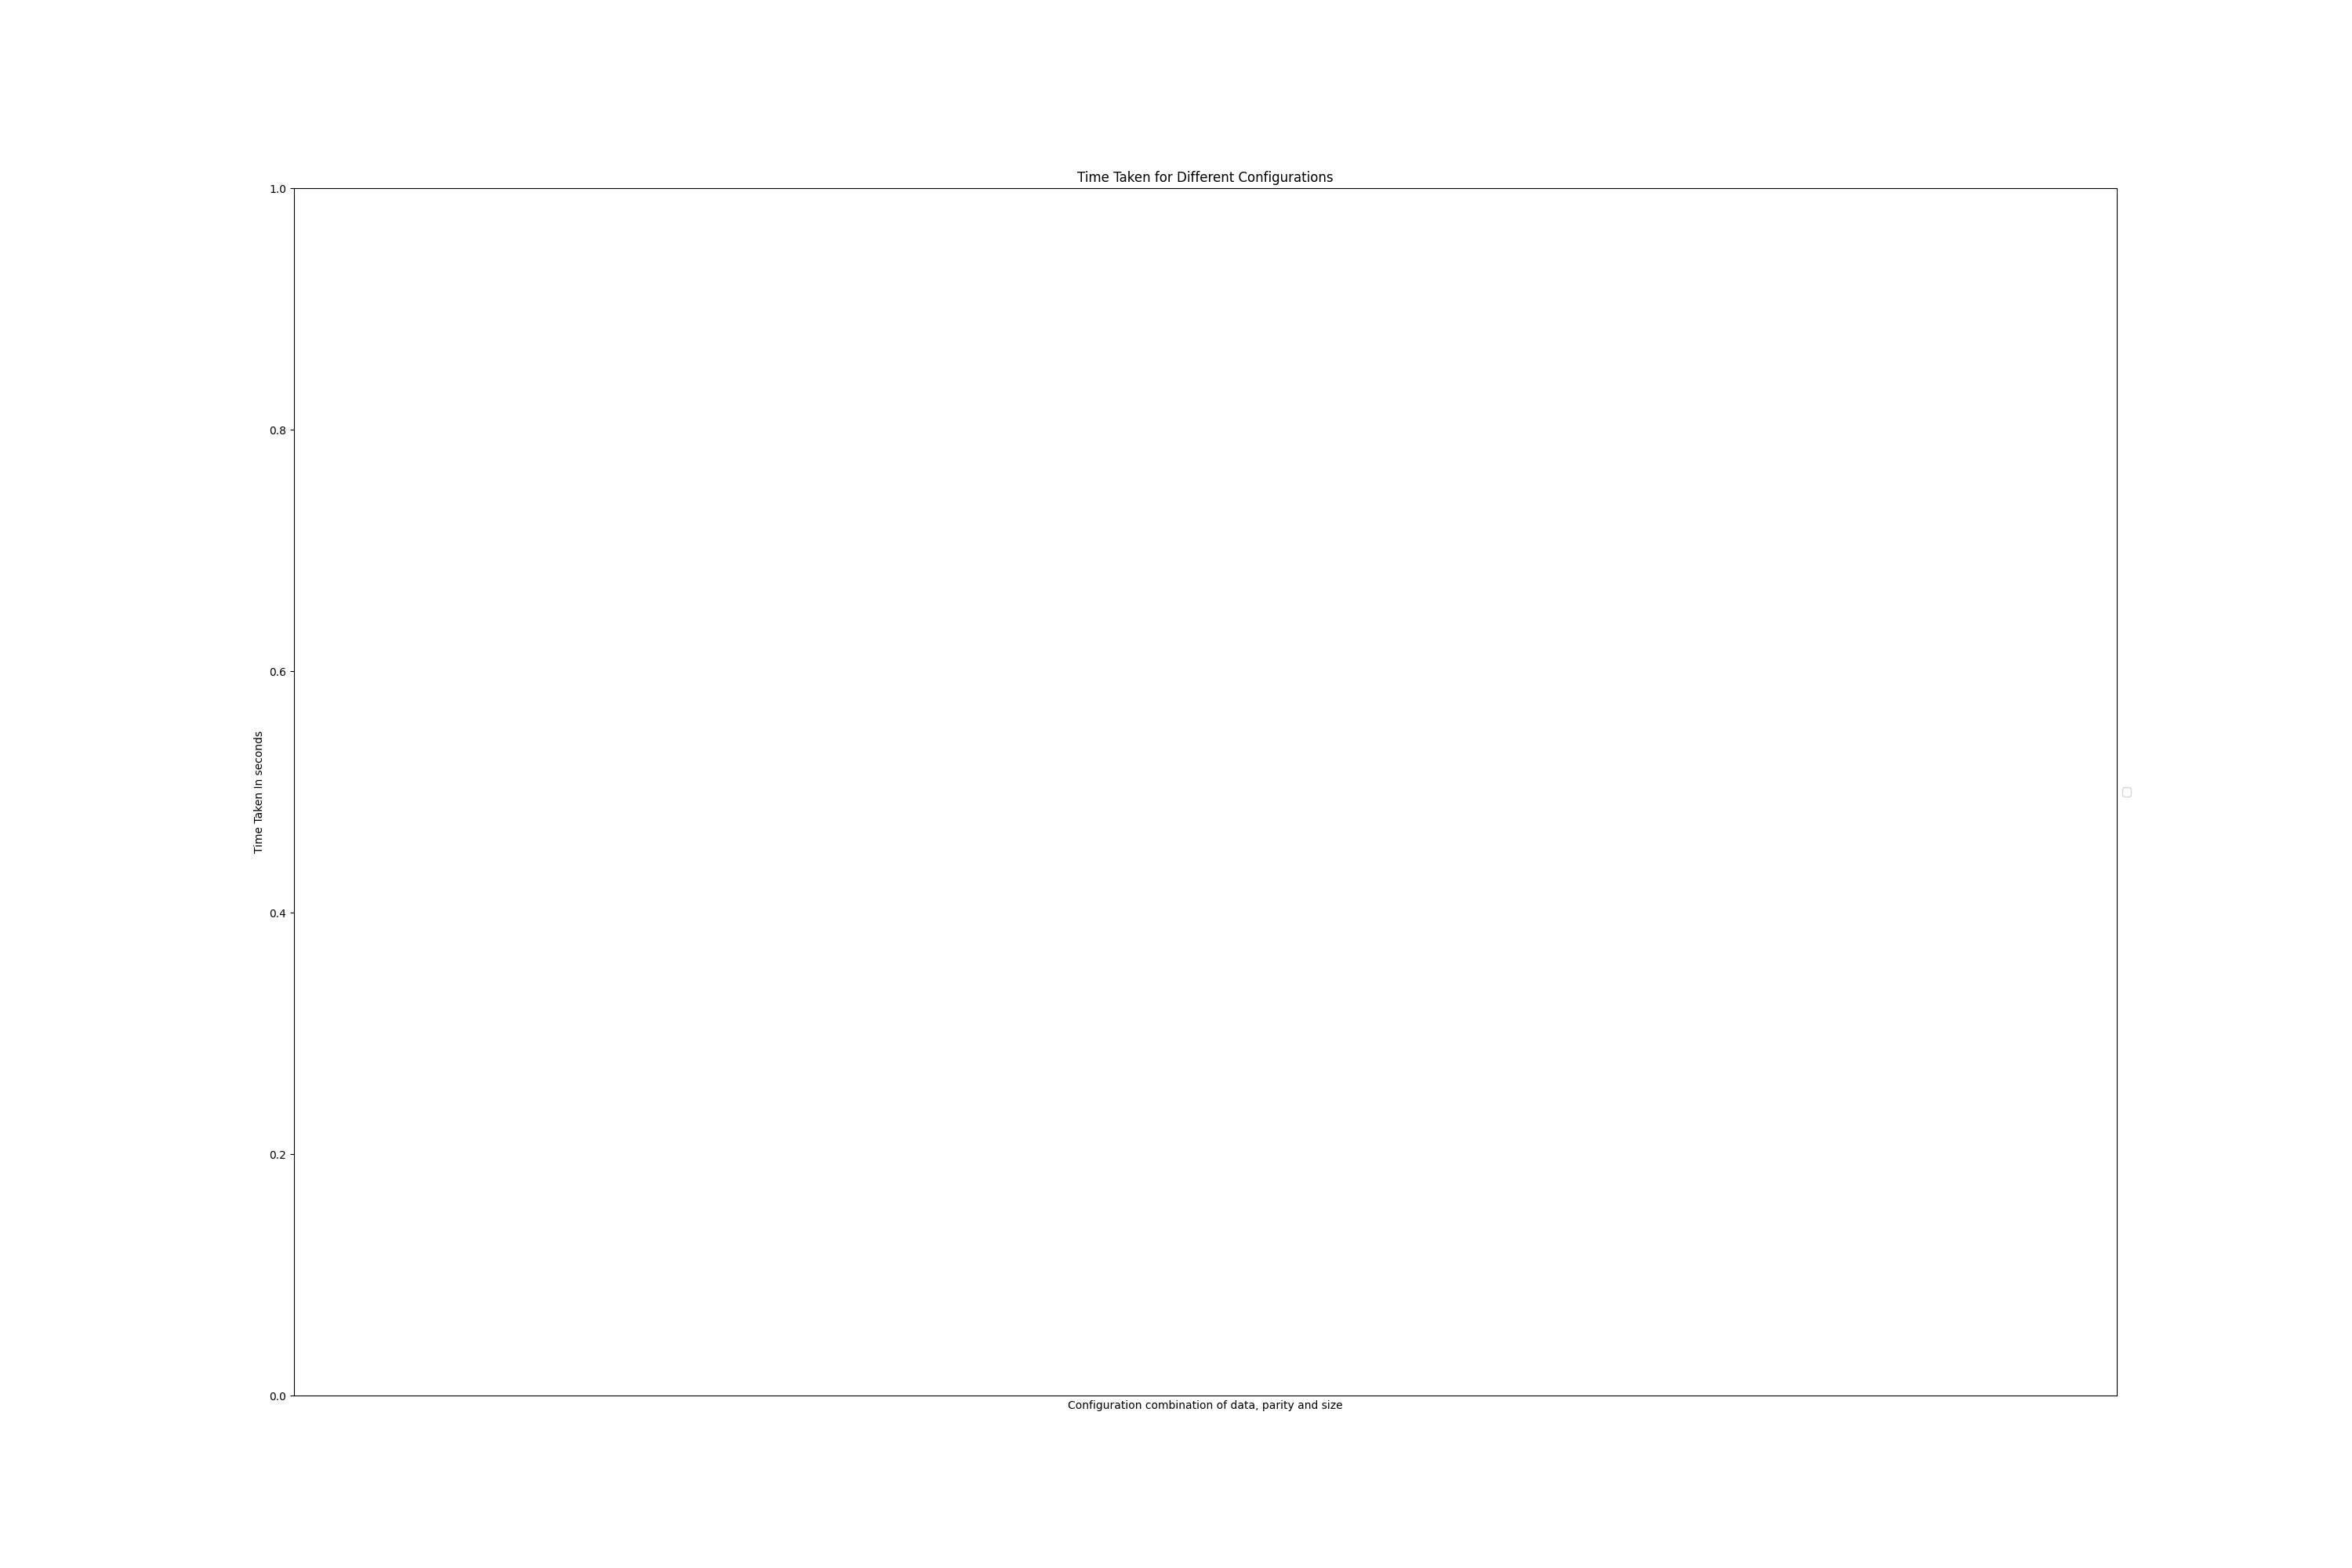 Time Taken for Different Configurations
1.0
0.8
0.6
0.4
0.2
0.0
Time Taken In seconds
Configuration combination of data, parity and size